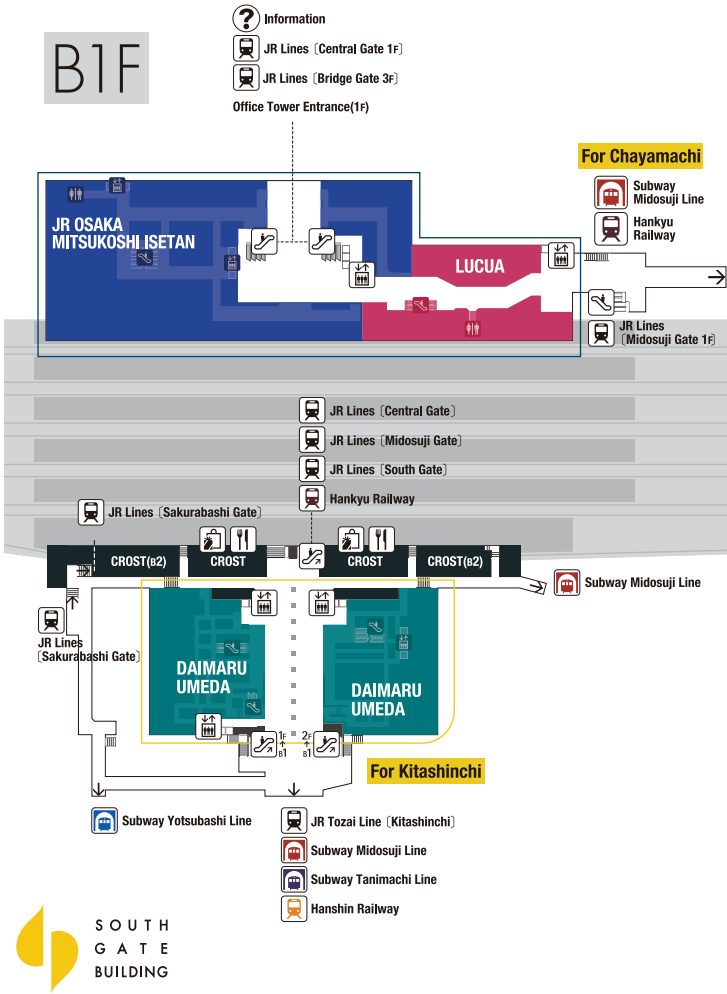 B1F
?
Information
JR Lines〔Central Gate 1F〕
JR Lines〔Bridge Gate 3F〕
Office Tower Entrance(1F)
For Chayamachi
Subway
Midosuji Line
Hankyu
Railway
JR OSAKA
MITSUKOSHI ISETAN
LUCUA
JR Lines
〔Midosuji Gate 1F〕
JR Lines〔Central Gate〕
JR Lines〔Midosuji Gate〕
JR Lines〔South Gate〕
Hankyu Railway
JR Lines〔Sakurabashi Gate〕
CROST(B2)
CROST
CROST
CROST(B2)
Subway Midosuji Line
JR Lines
〔Sakurabashi Gate〕
DAIMARU
UMEDA
DAIMARU
UMEDA
1F
B1
2F
B1
For Kitashinchi
Subway Yotsubashi Line
JR Tozai Line〔Kitashinchi〕
Subway Midosuji Line
Subway Tanimachi Line
Hanshin Railway
SOUTH
GATE
BUILDING